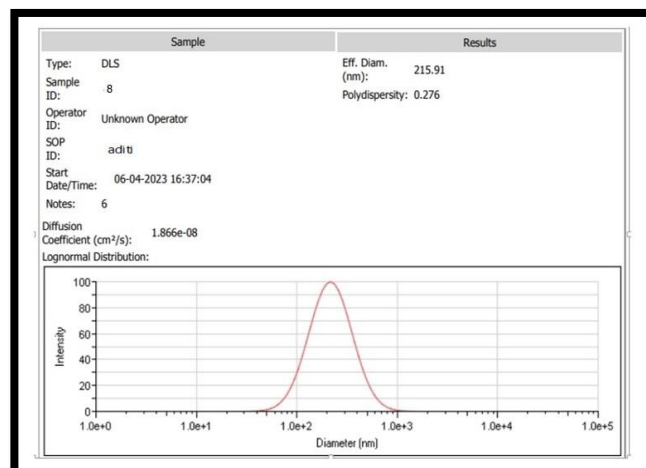 Sample
Results
Type: DLS
Sample ID: 8
Operator ID: Unknown Operator
SOP ID: aditi
Start Date/Time: 06-04-2023 16:37:04
Notes: 6
Eff. Diam. (nm): 215.91
Polydispersity: 0.276
Diffusion Coefficient (cm²/s): 1.866e-08
Lognormal Distribution:
100
80
60
40
20
0
Intensity
1.0e+0 1.0e+1 1.0e+2 1.0e+3 1.0e+4 1.0e+5
Diameter (nm)